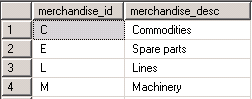 merchandise_id merchandise_desc
1 C Commodities
2 E Spare parts
3 L Lines
4 M Machinery